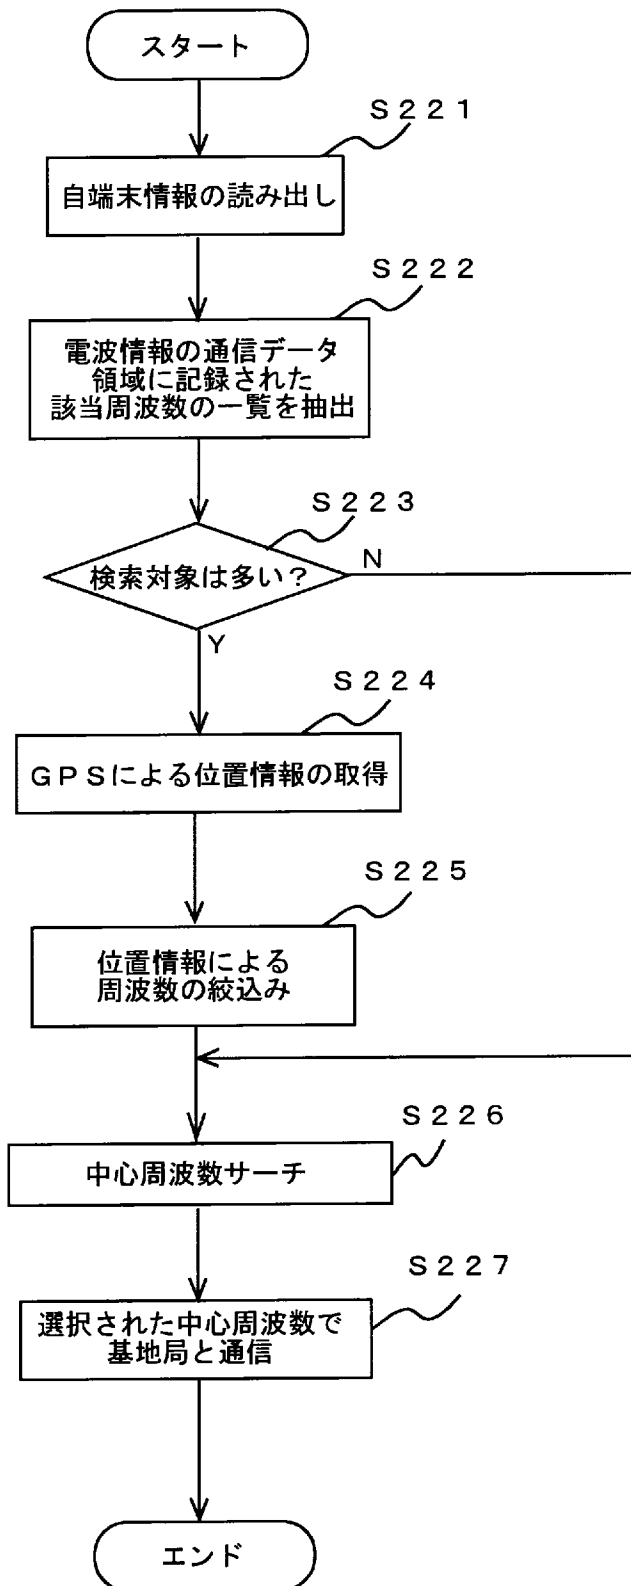 スタート
S221
自端末情報の読み出し
S222
電波情報の通信データ
領域に記録された
該当周波数の一覧を抽出
S223
検索対象は多い?
N
Y
S224
GPSによる位置情報の取得
S225
位置情報による
周波数の絞込み
S226
中心周波数サーチ
S227
選択された中心周波数で
基地局と通信
エンド